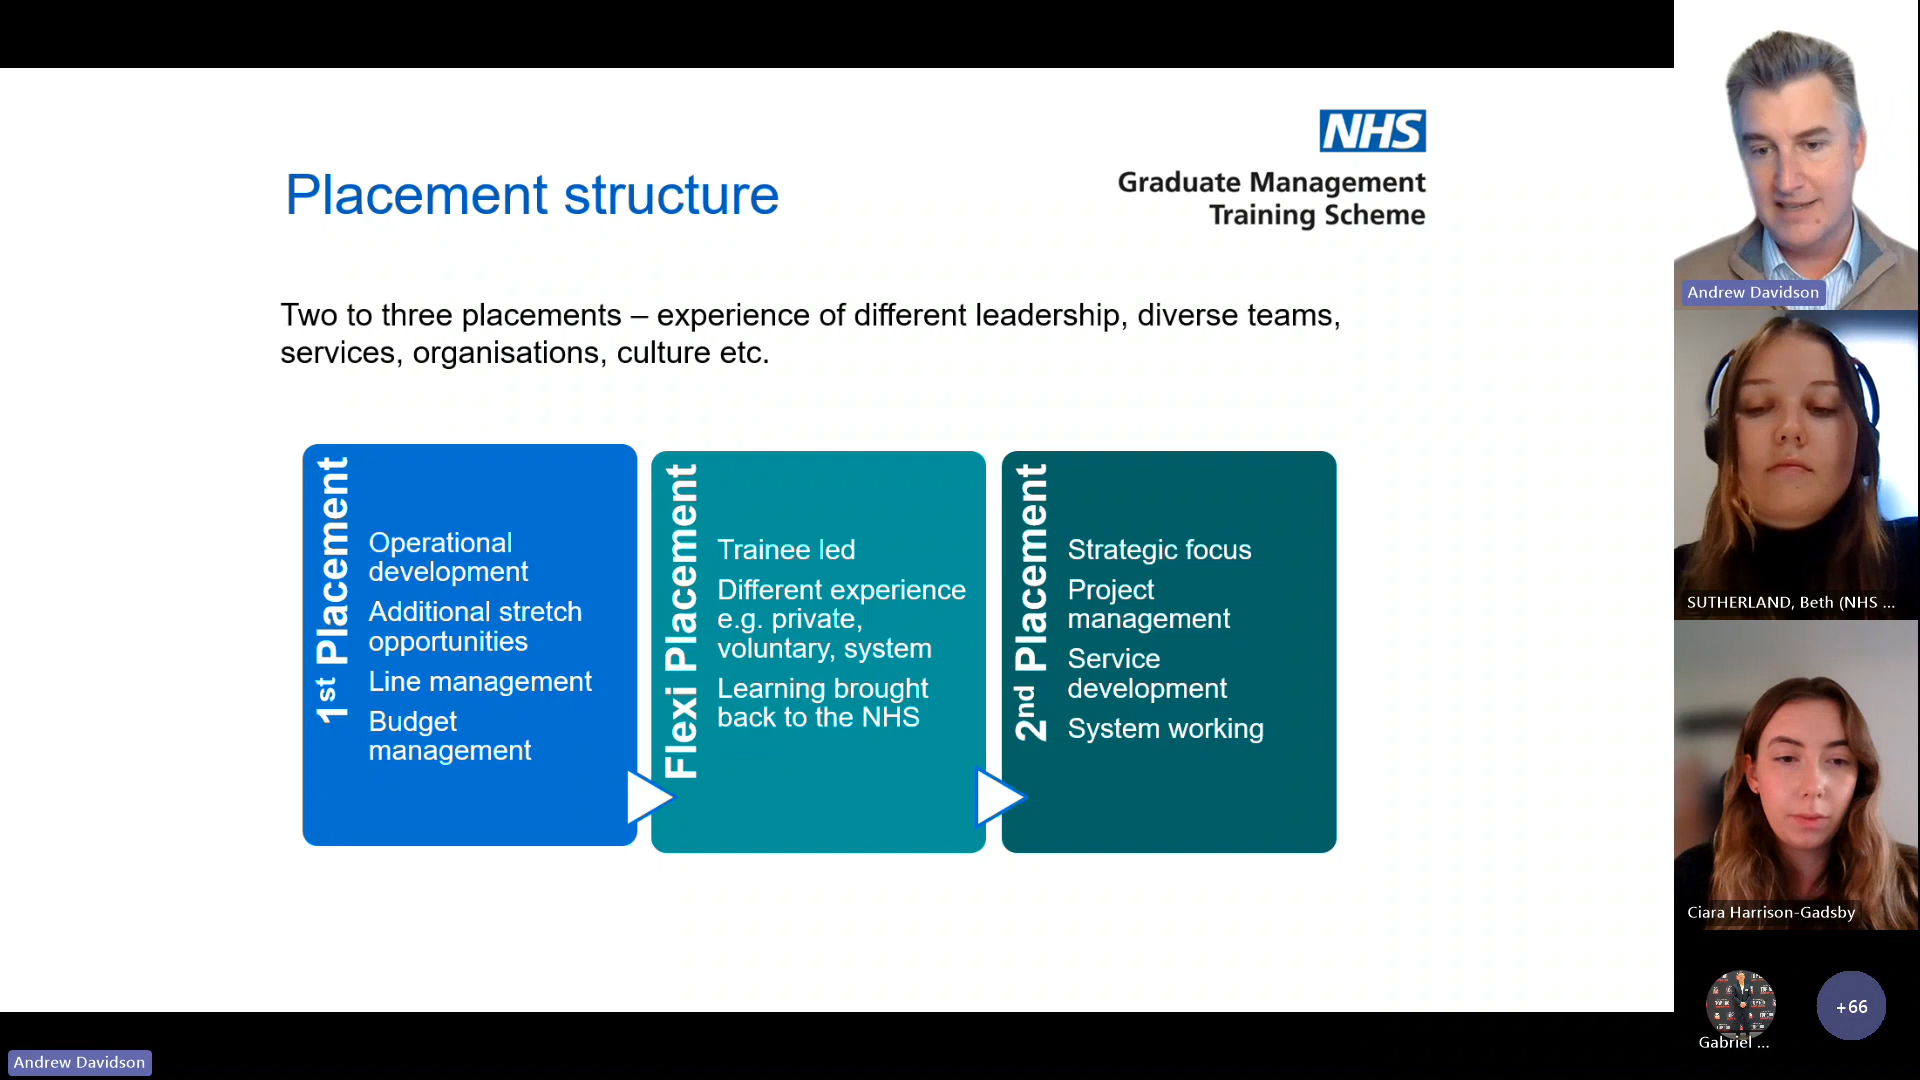 NHS
Graduate Management
Training Scheme
Placement structure
Two to three placements – experience of different leadership, diverse teams,
services, organisations, culture etc.
1st Placement
Operational
development
Additional stretch
opportunities
Line management
Budget
management
Flexi Placement
Trainee led
Different experience
e.g. private,
voluntary, system
Learning brought
back to the NHS
2nd Placement
Strategic focus
Project
management
Service
development
System working
Andrew Davidson
SUTHERLAND, Beth (NHS ...
Ciara Harrison-Gadsby
Gabriel ...
+66
Andrew Davidson